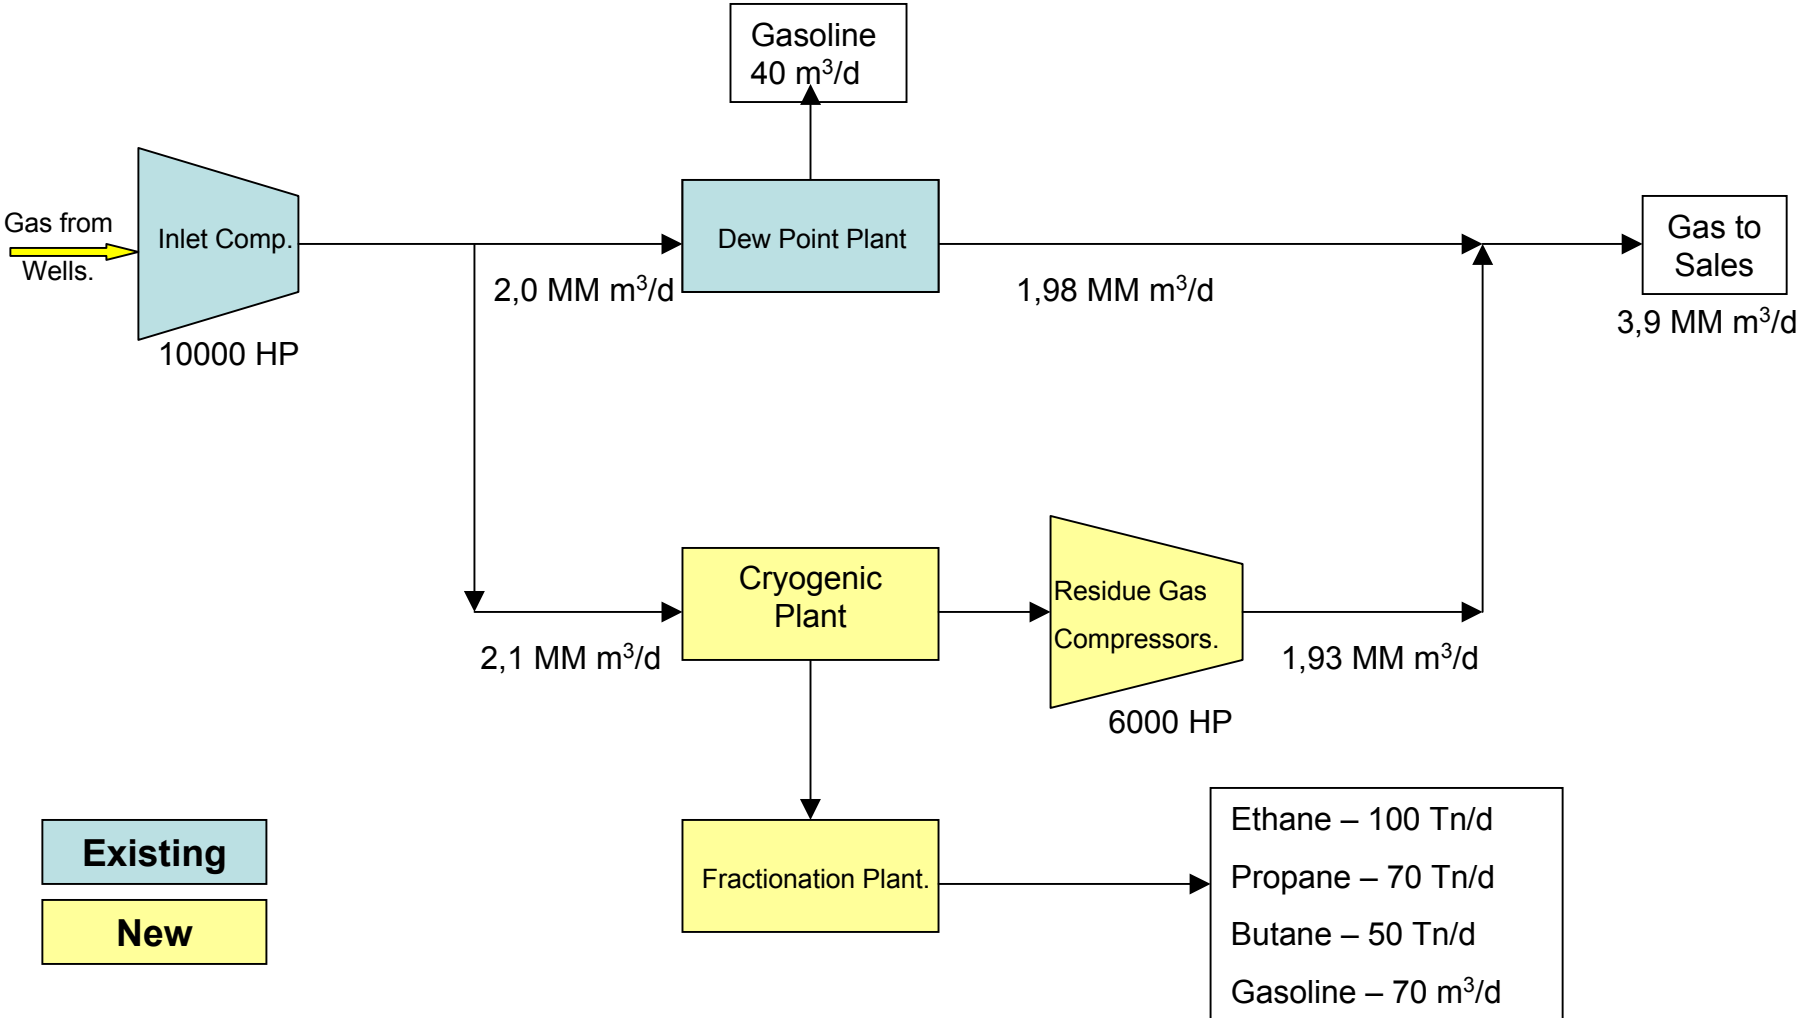 Gasoline
40 m³/d
Gas from
Wells.
Inlet Comp.
10000 HP
2,0 MM m³/d
Dew Point Plant
1,98 MM m³/d
Gas to
Sales
3,9 MM m³/d
Cryogenic
Plant
2,1 MM m³/d
Residue Gas
Compressors.
1,93 MM m³/d
6000 HP
Existing
New
Fractionation Plant.
Ethane – 100 Tn/d
Propane – 70 Tn/d
Butane – 50 Tn/d
Gasoline – 70 m³/d